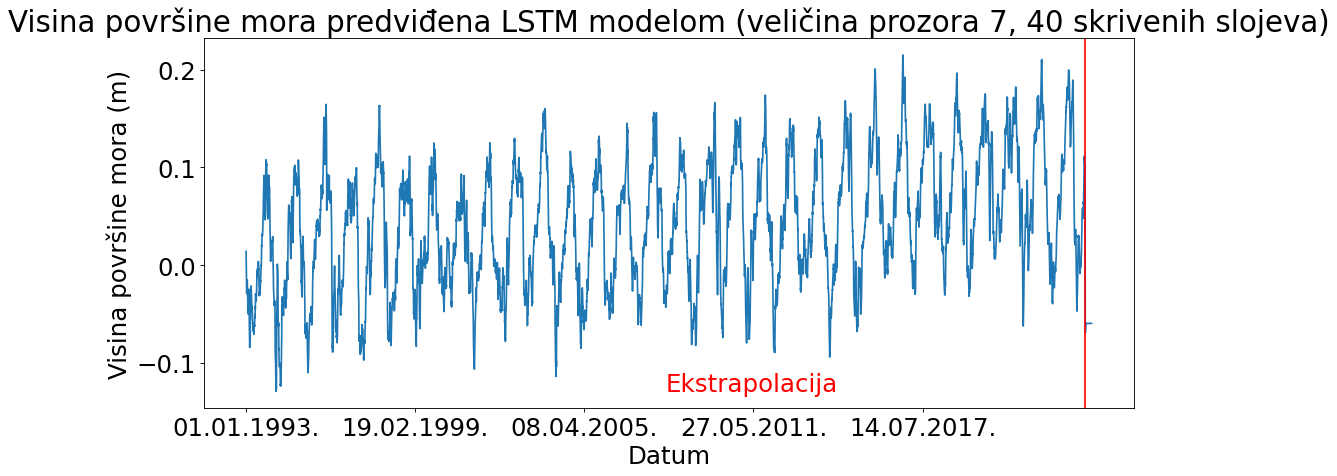 Visina površine mora predviđena LSTM modelom (veličina prozora 7, 40 skrivenih slojeva)
Visina površine mora (m)
0.2
0.1
0.0
−0.1
Ekstrapolacija
01.01.1993. 19.02.1999. 08.04.2005. 27.05.2011. 14.07.2017.
Datum